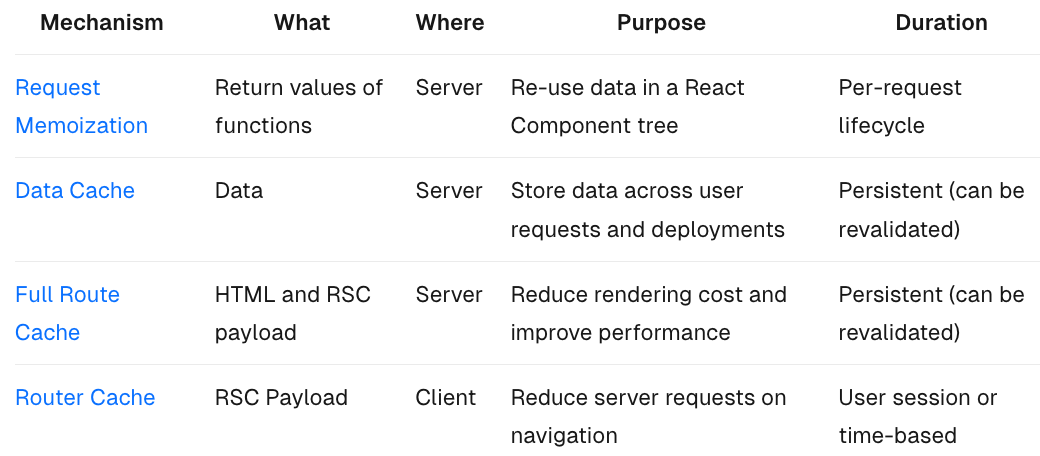 Mechanism What Where Purpose Duration
Request Return values of Server Re-use data in a React Per-request
Memoization functions Component tree lifecycle
Data Cache Data Server Store data across user Persistent (can be
requests and deployments revalidated)
Full Route HTML and RSC Server Reduce rendering cost and Persistent (can be
Cache payload improve performance revalidated)
Router Cache RSC Payload Client Reduce server requests on User session or
navigation time-based